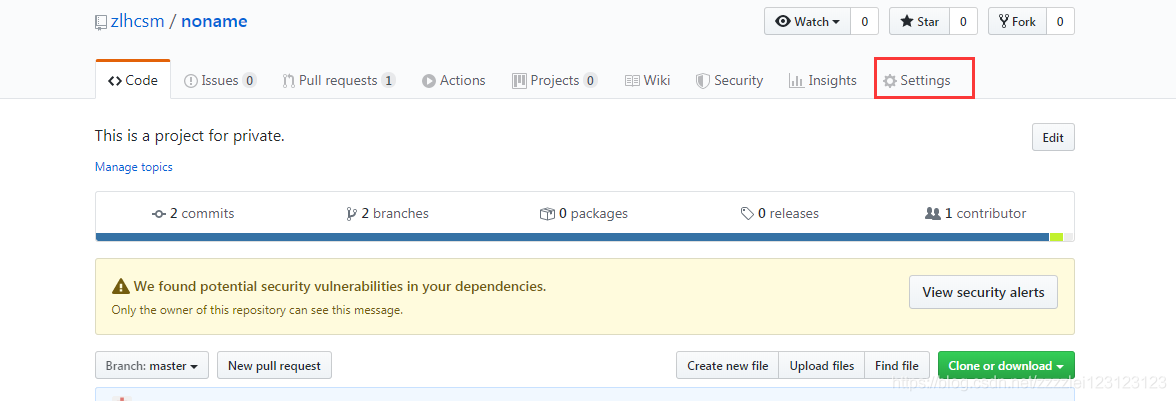 zlhcsm / noname
Watch 0 Star 0 Fork 0
Code Issues 0 Pull requests 1 Actions Projects 0 Wiki Security Insights Settings
This is a project for private.
Edit
Manage topics
2 commits 2 branches 0 packages 0 releases 1 contributor
We found potential security vulnerabilities in your dependencies.
Only the owner of this repository can see this message.
View security alerts
Branch: master New pull request Create new file Upload files Find file Clone or download
https://blog.csdn.net/zzzzlei123123123